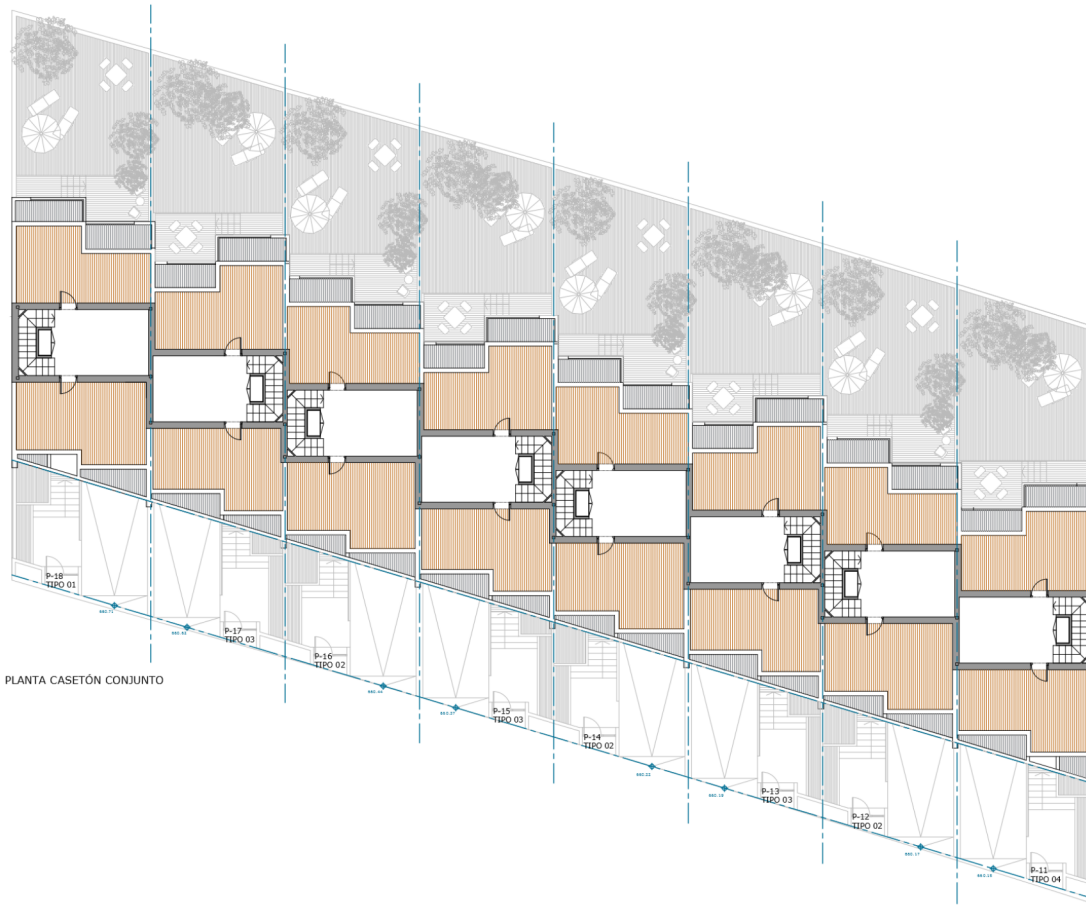 P-18
TIPO 01
P-17
TIPO 03
P-16
TIPO 02
PLANTA CASETÓN CONJUNTO
P-15
TIPO 03
P-14
TIPO 02
P-13
TIPO 03
P-12
TIPO 02
P-11
TIPO 04